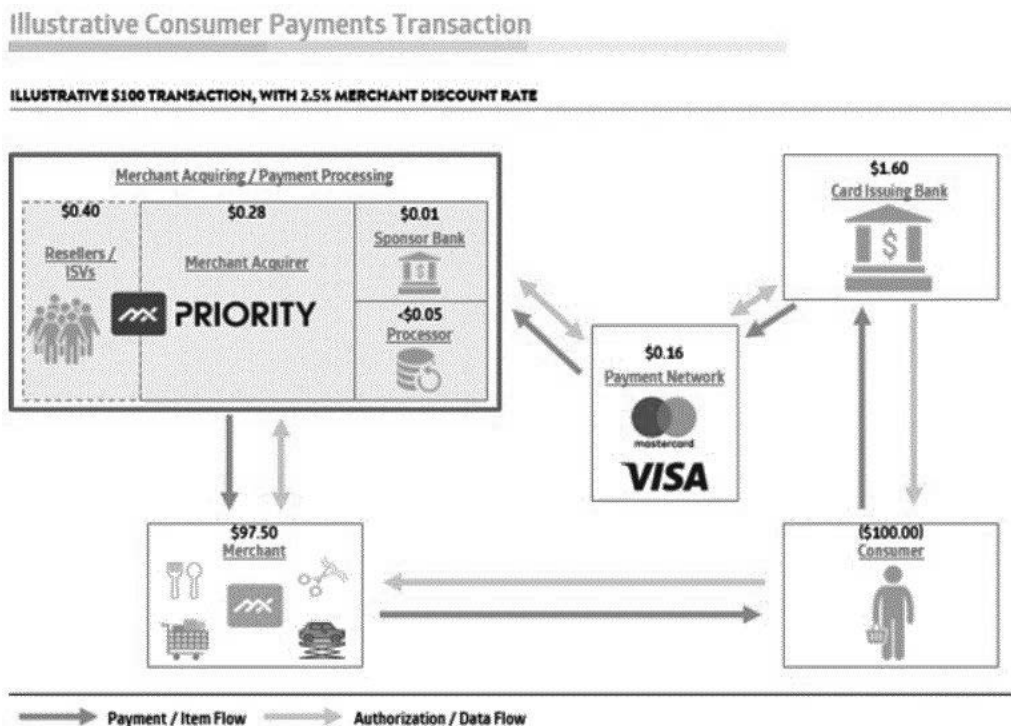 Illustrative Consumer Payments Transaction
ILLUSTRATIVE $100 TRANSACTION, WITH 2.5% MERCHANT DISCOUNT RATE
Merchant Acquiring / Payment Processing
$0.40
Resellers /
ISVs
$0.28
Merchant Acquirer
PRIORITY
$0.01
Sponsor Bank
$
<$0.05
Processor
$1.60
Card Issuing Bank
$
$0.16
Payment Network
mastercard
VISA
$97.50
Merchant
($100.00)
Consumer
Payment / Item Flow
Authorization / Data Flow